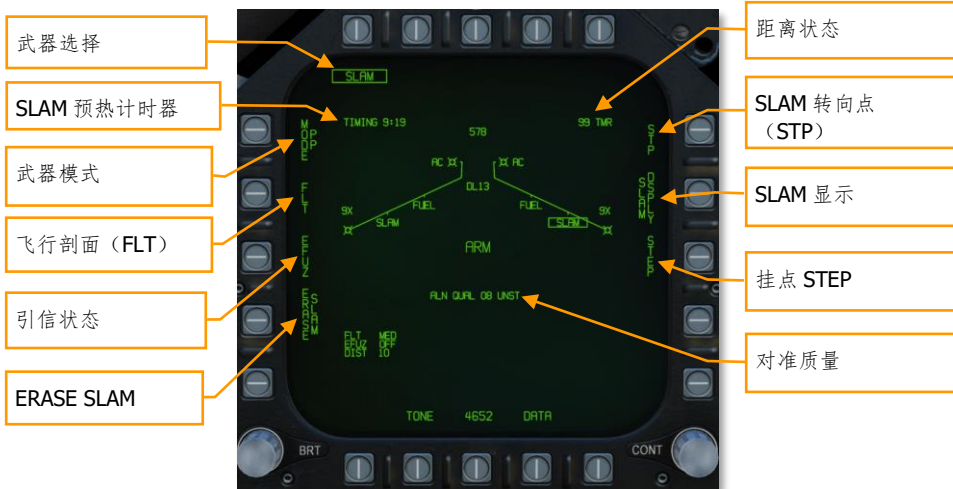 武器选择
SLAM 预热计时器
武器模式
飞行剖面（FLT）
引信状态
ERASE SLAM
SLAM
TIMING 9:19
99 TMR
578
MODE
PP
FLT
EFUZ
ERASE
SLAM
AC
AC
DL13
9X
FUEL
FUEL
9X
SLAM
SLAM
ARM
ALN QUAL 08 UNST
FLT MED
EFUZ OFF
DIST 10
TONE 4652 DATA
STP
SLAM
DSPLY
STEP
BRT
CONT
距离状态
SLAM 转向点
（STP）
SLAM 显示
挂点 STEP
对准质量